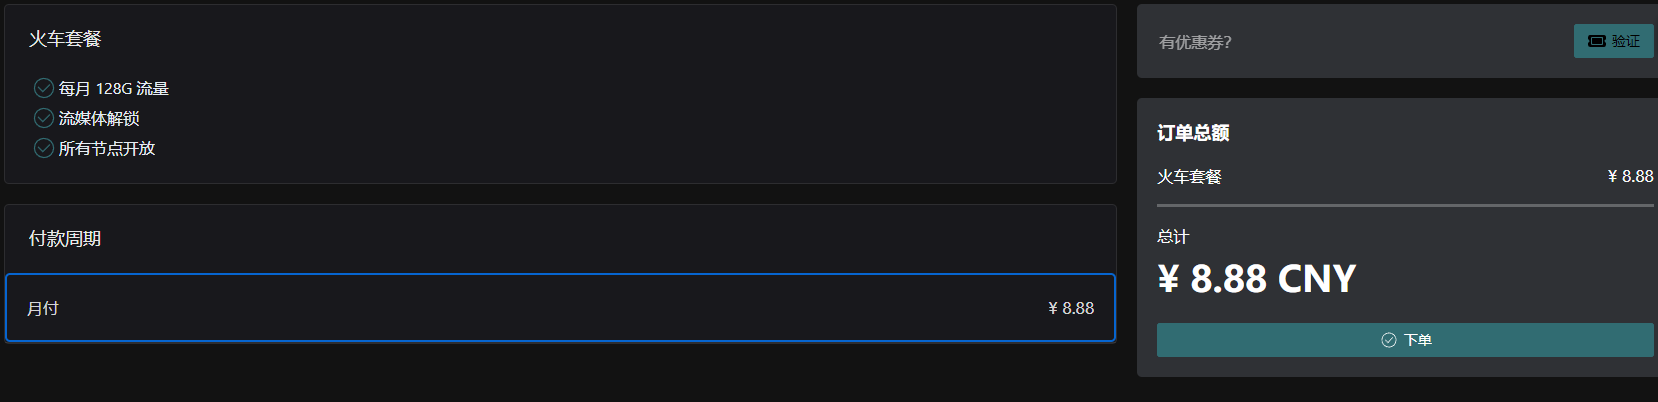 火车套餐
每月 128G 流量
流媒体解锁
所有节点开放
付款周期
月付 ¥ 8.88
有优惠券?
验证
订单总额
火车套餐 ¥ 8.88
总计
¥ 8.88 CNY
下单